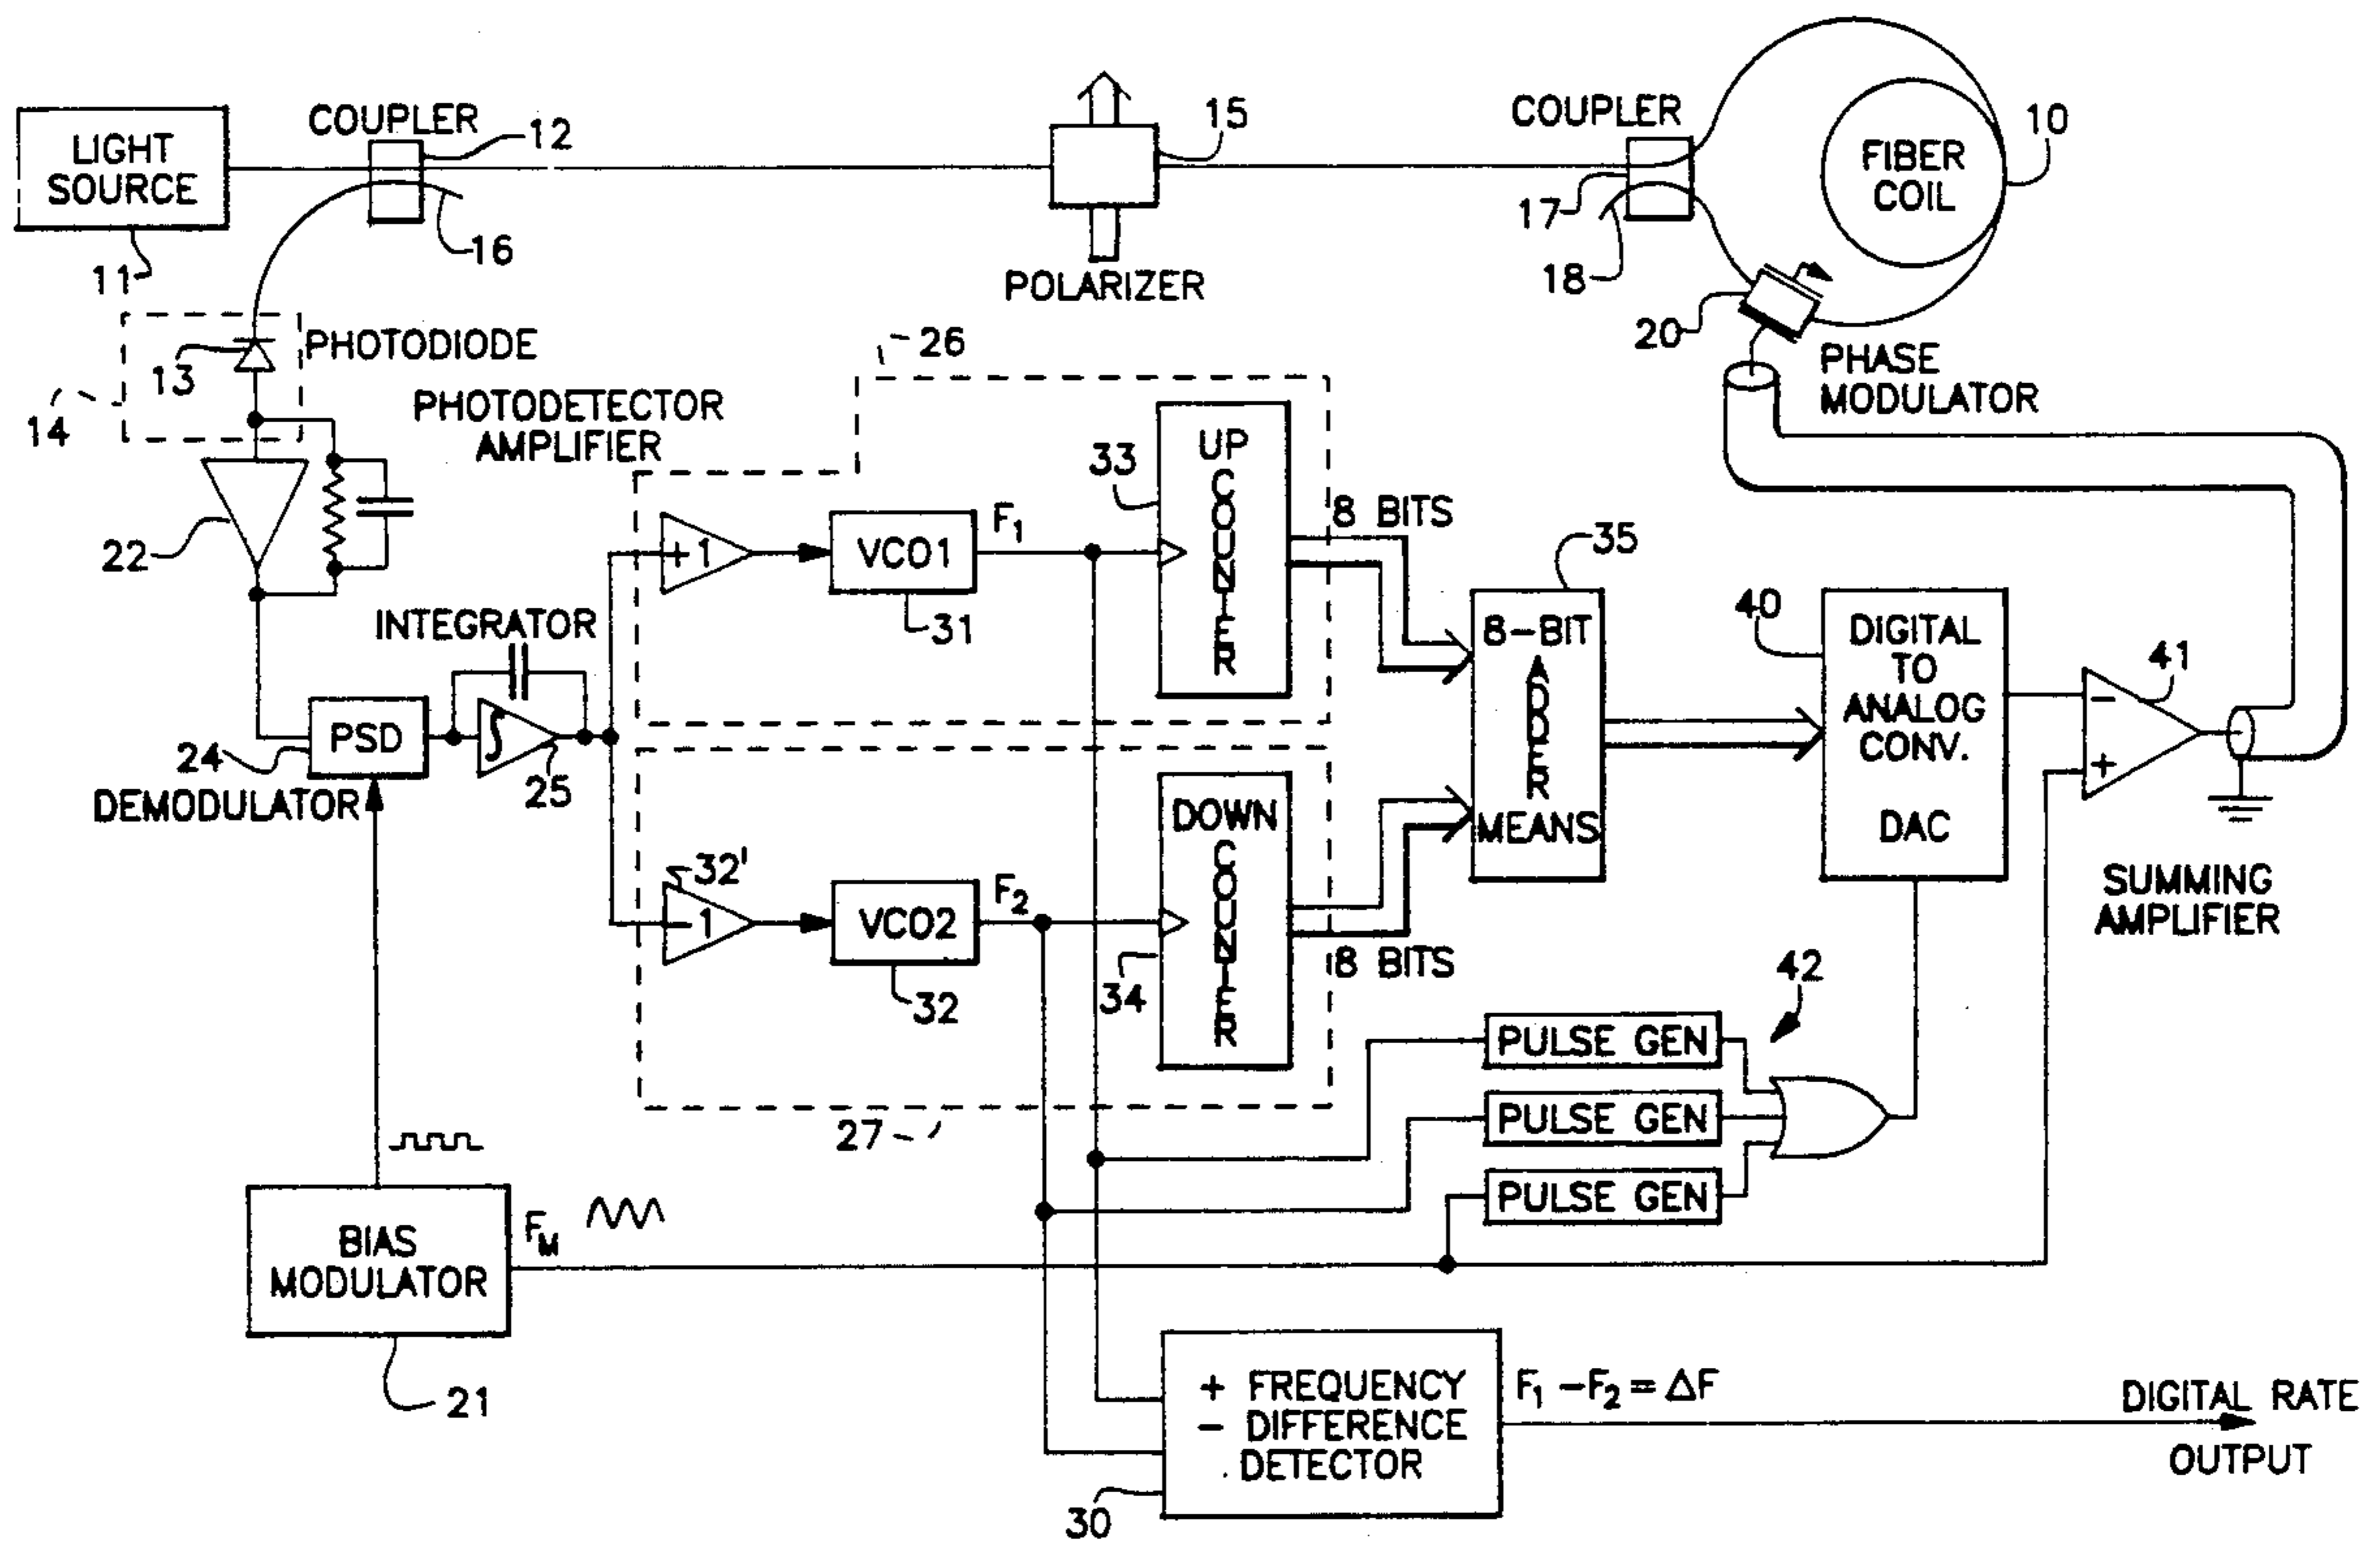 LIGHT
SOURCE
11
COUPLER
12
16
15
POLARIZER
COUPLER
17
18
FIBER
COIL
10
20
PHASE
MODULATOR
PHOTODIODE
13
14
PHOTODETECTOR
AMPLIFIER
22
26
INTEGRATOR
PSD
24
DEMODULATOR
∫
25
+1
VCO1
31
F1
33
UP
COUNTER
8 BITS
-1
32'
VCO2
32
F2
34
DOWN
COUNTER
8 BITS
27
35
8-BIT
ADDER
MEANS
40
DIGITAL
TO
ANALOG
CONV.
DAC
41
-
+
SUMMING
AMPLIFIER
42
PULSE GEN
PULSE GEN
PULSE GEN
BIAS
MODULATOR
21
FM
+ FREQUENCY
- DIFFERENCE
DETECTOR
30
F1 -F2 = ΔF
DIGITAL RATE
OUTPUT